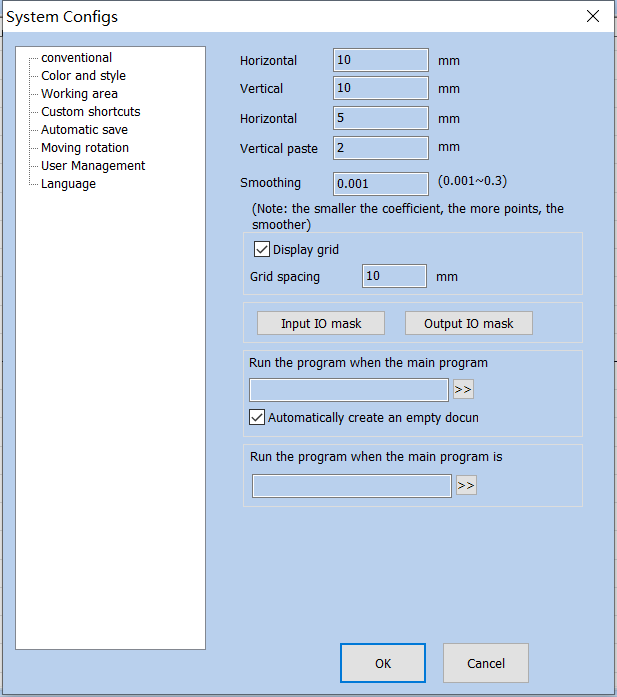 System Configs
conventional
Color and style
Working area
Custom shortcuts
Automatic save
Moving rotation
User Management
Language
Horizontal 10 mm
Vertical 10 mm
Horizontal 5 mm
Vertical paste 2 mm
Smoothing 0.001 (0.001~0.3)
(Note: the smaller the coefficient, the more points, the
smoother)
Display grid
Grid spacing 10 mm
Input IO mask Output IO mask
Run the program when the main program
>>
Automatically create an empty docun
Run the program when the main program is
>>
OK Cancel